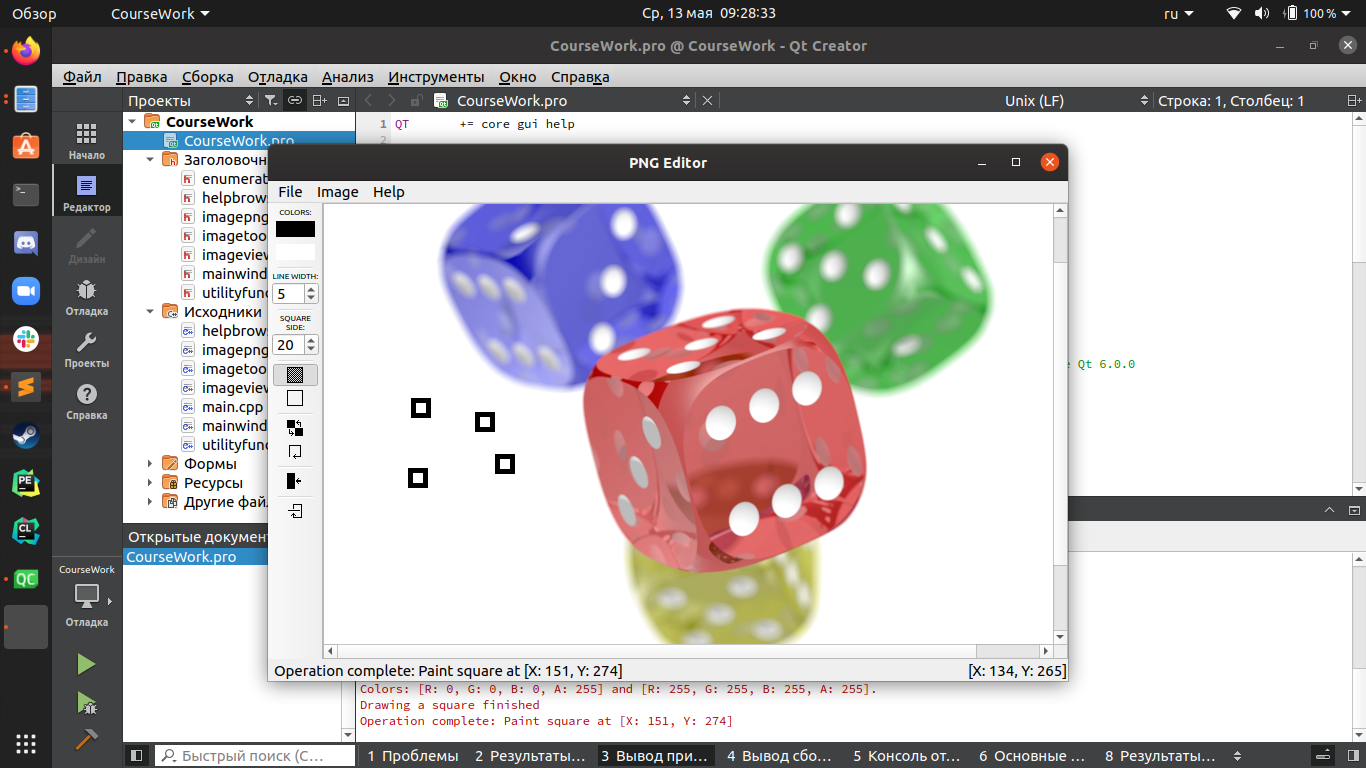 Обзор CourseWork Ср, 13 мая 09:28:33 ru 100 %
CourseWork.pro @ CourseWork - Qt Creator
Файл Правка Сборка Отладка Анализ Инструменты Окно Справка
Проекты CourseWork.pro Unix (LF) Строка: 1, Столбец: 1
CourseWork
CourseWork.pro
Заголовочн
enumerat
helpbrow
imagepng
imagetoo
imageview
mainwind
utilityfunc
Исходники
helpbrow
imagepng
imagetoo
imageview
main.cpp
mainwind
utilityfunc
Формы
Ресурсы
Другие фай
Открытые документ
CourseWork.pro
Начало
Редактор
Дизайн
Отладка
Проекты
Справка
CourseWork
Отладка
1 QT += core gui help
2
Qt 6.0.0
PNG Editor
File Image Help
COLORS:
LINE WIDTH:
5
SQUARE
SIDE:
20
Operation complete: Paint square at [X: 151, Y: 274] [X: 134, Y: 265]
Colors: [R: 0, G: 0, B: 0, A: 255] and [R: 255, G: 255, B: 255, A: 255].
Drawing a square finished
Operation complete: Paint square at [X: 151, Y: 274]
Быстрый поиск (C… 1 Проблемы 2 Результаты… 3 Вывод при… 4 Вывод сбо… 5 Консоль от… 6 Основные … 8 Результаты…